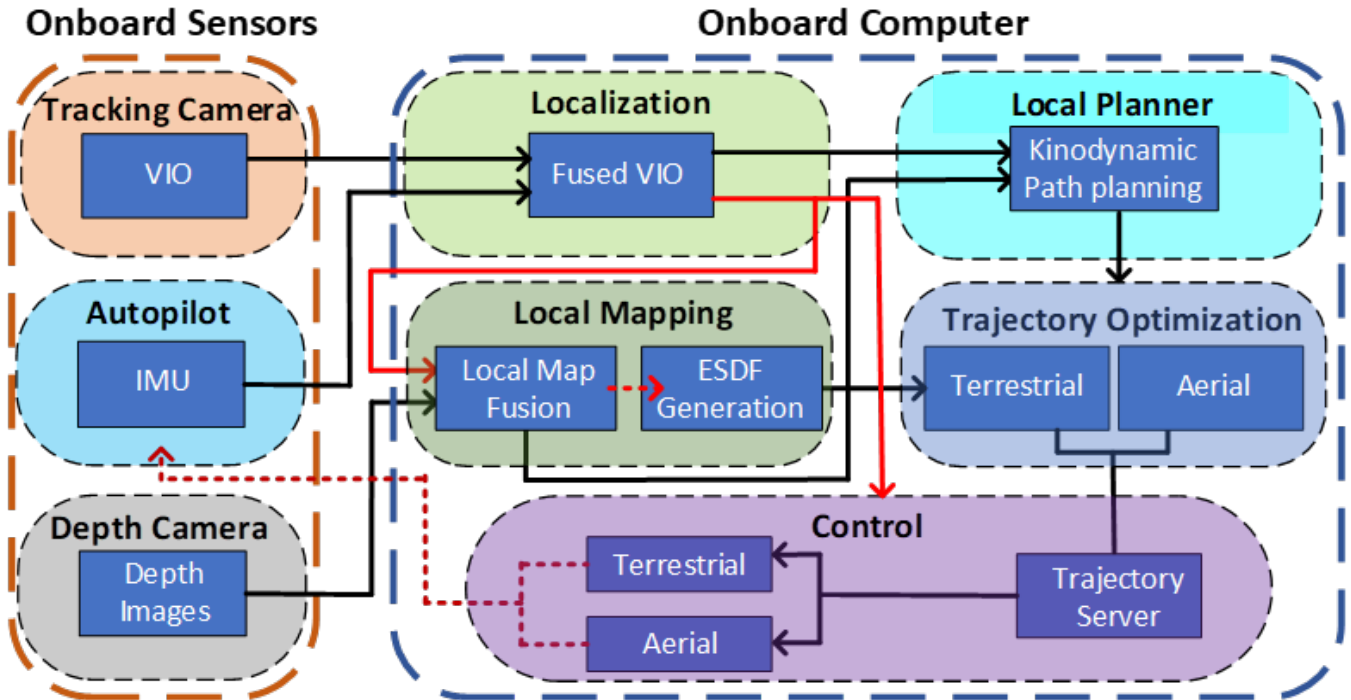 Onboard Sensors
Onboard Computer
Tracking Camera
VIO
Autopilot
IMU
Depth Camera
Depth
Images
Localization
Fused VIO
Local Planner
Kinodynamic
Path planning
Local Mapping
Local Map
Fusion
ESDF
Generation
Trajectory Optimization
Terrestrial
Aerial
Control
Terrestrial
Aerial
Trajectory
Server